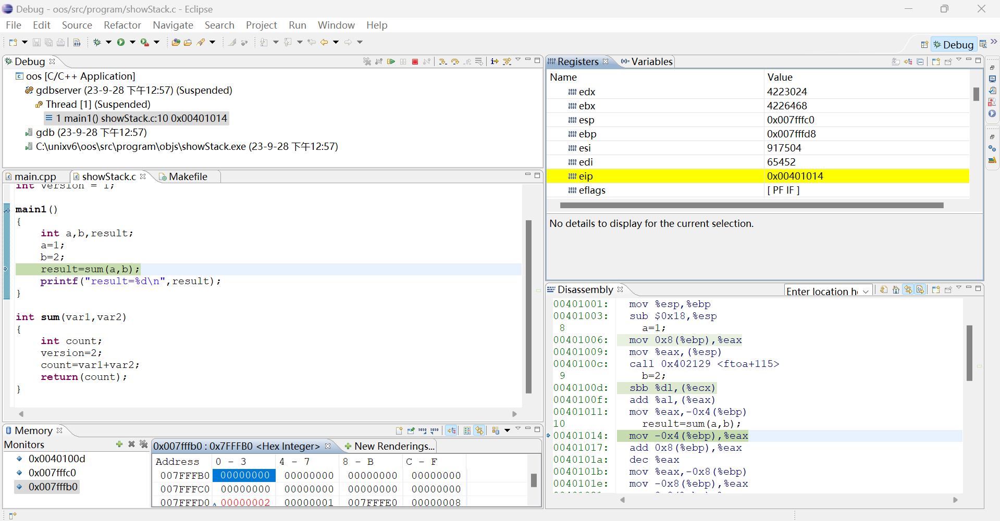 Debug - oos/src/program/showStack.c - Eclipse
File Edit Source Refactor Navigate Search Project Run Window Help
Debug
Debug
oos [C/C++ Application]
gdbserver (23-9-28 下午12:57) (Suspended)
Thread [1] (Suspended)
1 main1() showStack.c:10 0x00401014
gdb (23-9-28 下午12:57)
C:\unixv6\oos\src\program\objs\showStack.exe (23-9-28 下午12:57)
Registers Variables
Name Value
edx 4223024
ebx 4226468
esp 0x007fffc0
ebp 0x007fffd8
esi 917504
edi 65452
eip 0x00401014
eflags [ PF IF ]
No details to display for the current selection.
main.cpp showStack.c Makefile
int version = 1;
main1()
{
int a,b,result;
a=1;
b=2;
result=sum(a,b);
printf("result=%d\n",result);
}
int sum(var1,var2)
{
int count;
version=2;
count=var1+var2;
return(count);
}
Disassembly Enter location h
00401001: mov %esp,%ebp
00401003: sub $0x18,%esp
8 a=1;
00401006: mov 0x8(%ebp),%eax
00401009: mov %eax,(%esp)
0040100c: call 0x402129 <ftoa+115>
9 b=2;
0040100d: sbb %dl,(%ecx)
0040100f: add %al,(%eax)
00401011: mov %eax,-0x4(%ebp)
10 result=sum(a,b);
00401014: mov -0x4(%ebp),%eax
00401017: add 0x8(%ebp),%eax
0040101a: dec %eax
0040101b: mov %eax,-0x8(%ebp)
0040101e: mov -0x8(%ebp),%eax
Memory
Monitors
0x0040100d
0x007fffc0
0x007fffb0
0x007fffb0 : 0x7FFFB0 <Hex Integer> New Renderings...
Address 0 - 3 4 - 7 8 - B C - F
007FFFB0 00000000 00000000 00000000 00000000
007FFFC0 00000000 00000000 00000000 00000000
007FFFD0 00000002 00000001 007FFFE0 00000008